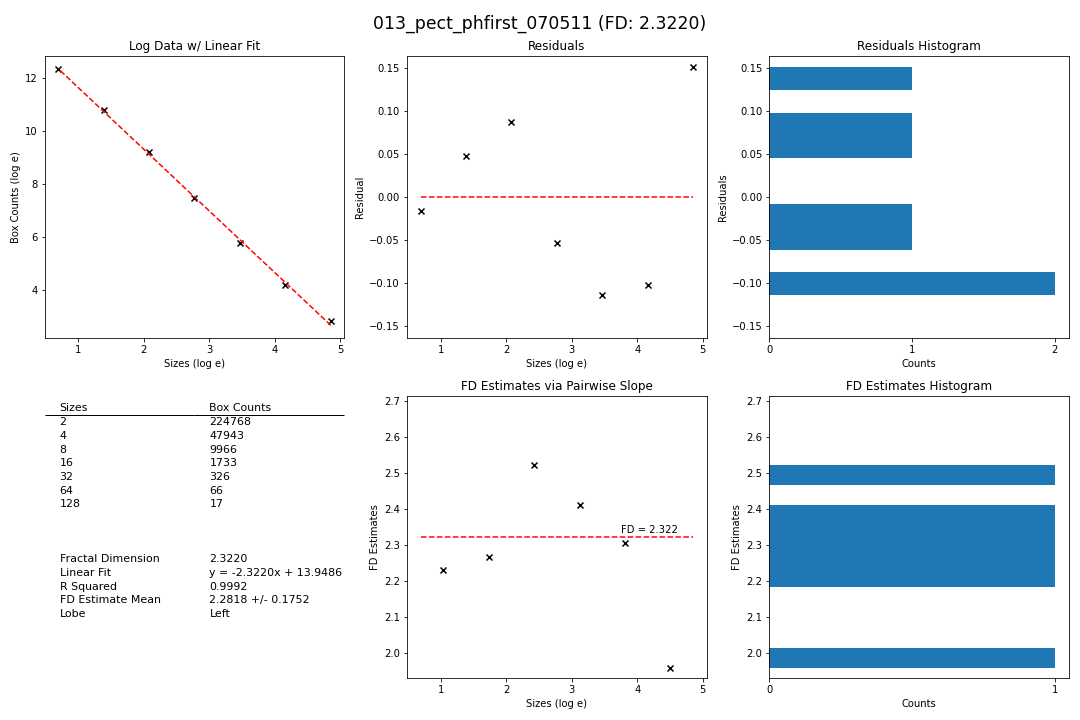 013_pect_phfirst_070511 (FD: 2.3220)
Log Data w/ Linear Fit
12
10
8
6
4
Box Counts (log e)
1 2 3 4 5
Sizes (log e)
Residuals
0.15
0.10
0.05
0.00
−0.05
−0.10
−0.15
Residual
1 2 3 4 5
Sizes (log e)
Residuals Histogram
0.15
0.10
0.05
0.00
−0.05
−0.10
−0.15
Residuals
0 1 2
Counts
Sizes Box Counts
2 224768
4 47943
8 9966
16 1733
32 326
64 66
128 17
Fractal Dimension 2.3220
Linear Fit y = -2.3220x + 13.9486
R Squared 0.9992
FD Estimate Mean 2.2818 +/- 0.1752
Lobe Left
FD Estimates via Pairwise Slope
2.7
2.6
2.5
2.4
2.3
2.2
2.1
2.0
FD Estimates
FD = 2.322
1 2 3 4 5
Sizes (log e)
FD Estimates Histogram
2.7
2.6
2.5
2.4
2.3
2.2
2.1
2.0
FD Estimates
0 1
Counts